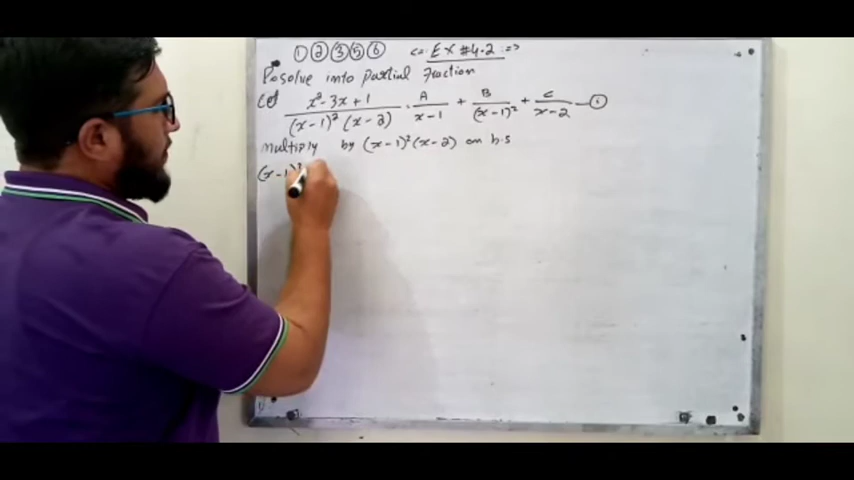 ① ② ③ ⑤ ⑥ <= EX #4.2 =>
Resolve into Partial Fraction
Let x² - 3x + 1 / (x-1)² (x-2) = A / x-1 + B / (x-1)² + C / x-2 — ①
multiply by (x-1)²(x-2) on b.s
(x-1)²